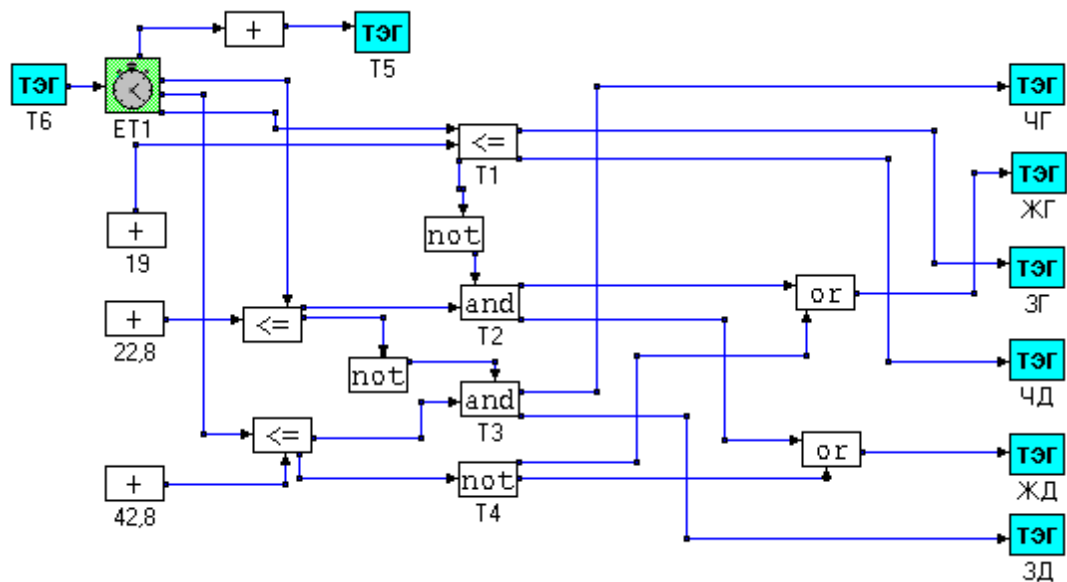 +
тэг
T5
тэг
T6
ET1
тэг
ЧГ
<=
T1
тэг
ЖГ
+
19
not
тэг
ЗГ
and
T2
or
+
22,8
<=
not
тэг
ЧД
and
T3
<=
or
тэг
ЖД
+
42,8
not
T4
тэг
ЗД